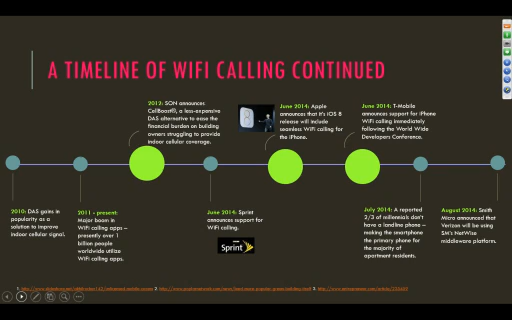 A TIMELINE OF WIFI CALLING CONTINUED
2012: SON announces
CellBoost®, a less-expensive
DAS alternative to ease the
financial burden on building
owners struggling to provide
indoor cellular coverage.
June 2014: Apple
announces that it's iOS 8
release will include
seamless WiFi calling for
the iPhone.
June 2014: T-Mobile
announces support for iPhone
WiFi calling immediately
following the World Wide
Developers Conference.
2010: DAS gains in
popularity as a
solution to improve
indoor cellular signal.
2011 - present:
Major boom in
WiFi calling apps –
presently over 1
billion people
worldwide utilize
WiFi calling apps.
June 2014: Sprint
announces support for
WiFi calling.
Sprint
July 2014: A reported
2/3 of millennials don't
have a landline phone –
making the smartphone
the primary phone for
the majority of
apartment residents.
August 2014: Smith
Micro announced that
Verizon will be using
SM's NetWise
middleware platform.